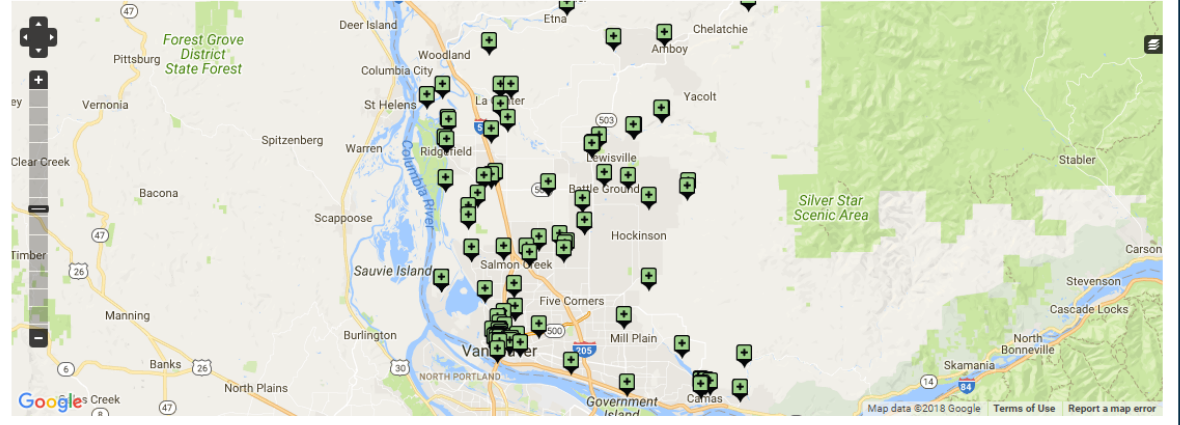 47
Deer Island
Etna
Chelatchie
Forest Grove
District
State Forest
Pittsburg
Woodland
Amboy
Columbia City
Yacolt
Vernonia
St Helens
503
Spitzenberg
Warren
Ridgefield
Lewisville
Clear Creek
Stabler
Bacona
Battle Ground
Columbia River
Silver Star
Scenic Area
Scappoose
47
Hockinson
Timber
26
Sauvie Island
Salmon Creek
Carson
Stevenson
Five Corners
Cascade Locks
Manning
Burlington
500
Mill Plain
205
North
Bonneville
Banks
26
6
30
NORTH PORTLAND
Skamania
North Plains
14
84
Camas
Government
Island
Google
Creek
47
8
Map data ©2018 Google
Terms of Use
Report a map error